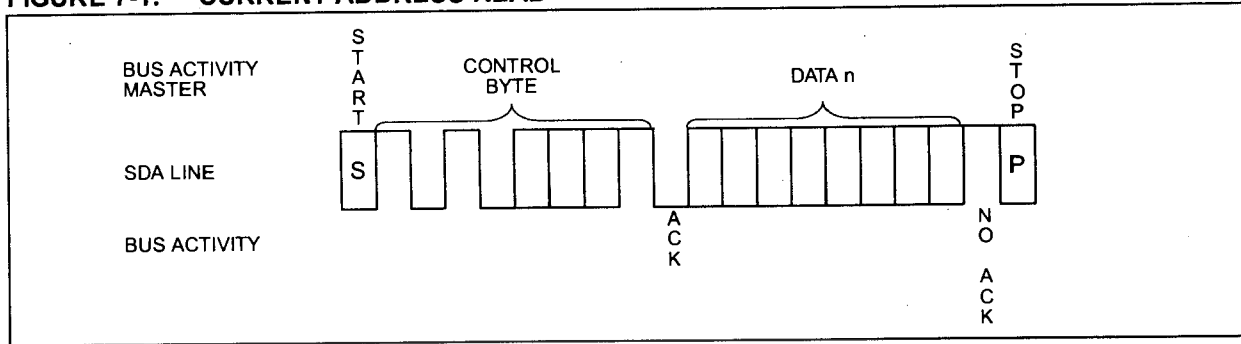 FIGURE 7-1: CURRENT ADDRESS READ
BUS ACTIVITY
MASTER
START
CONTROL
BYTE
DATA n
STOP
SDA LINE
S
P
BUS ACTIVITY
ACK
NO ACK